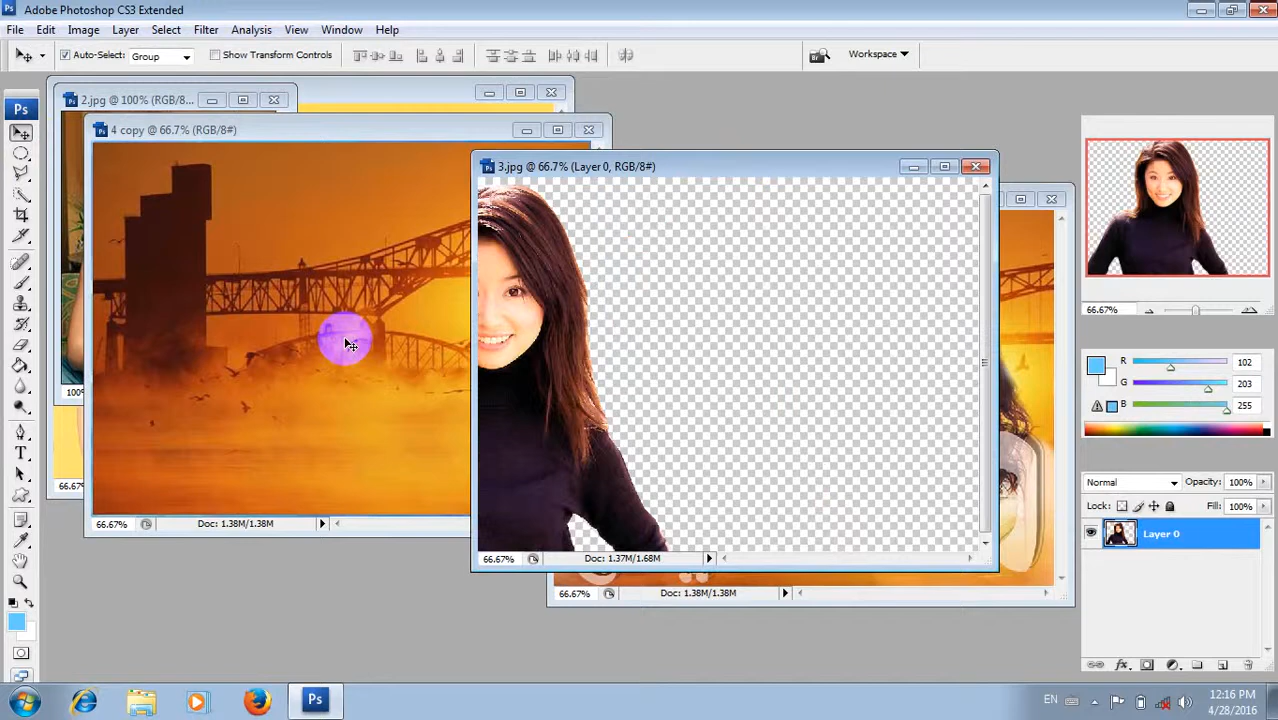 Ps Adobe Photoshop CS3 Extended
File Edit Image Layer Select Filter Analysis View Window Help
Auto-Select: Group Show Transform Controls Workspace
Ps
2.jpg @ 100% (RGB/8...
4 copy @ 66.7% (RGB/8#)
3.jpg @ 66.7% (Layer 0, RGB/8#)
66.67%
R 102
G 203
B 255
100%
66.67%
66.67% Doc: 1.38M/1.38M
66.67% Doc: 1.37M/1.68M
66.67% Doc: 1.38M/1.38M
Normal Opacity: 100%
Lock: Fill: 100%
Layer 0
Ps
EN
12:16 PM
4/28/2016